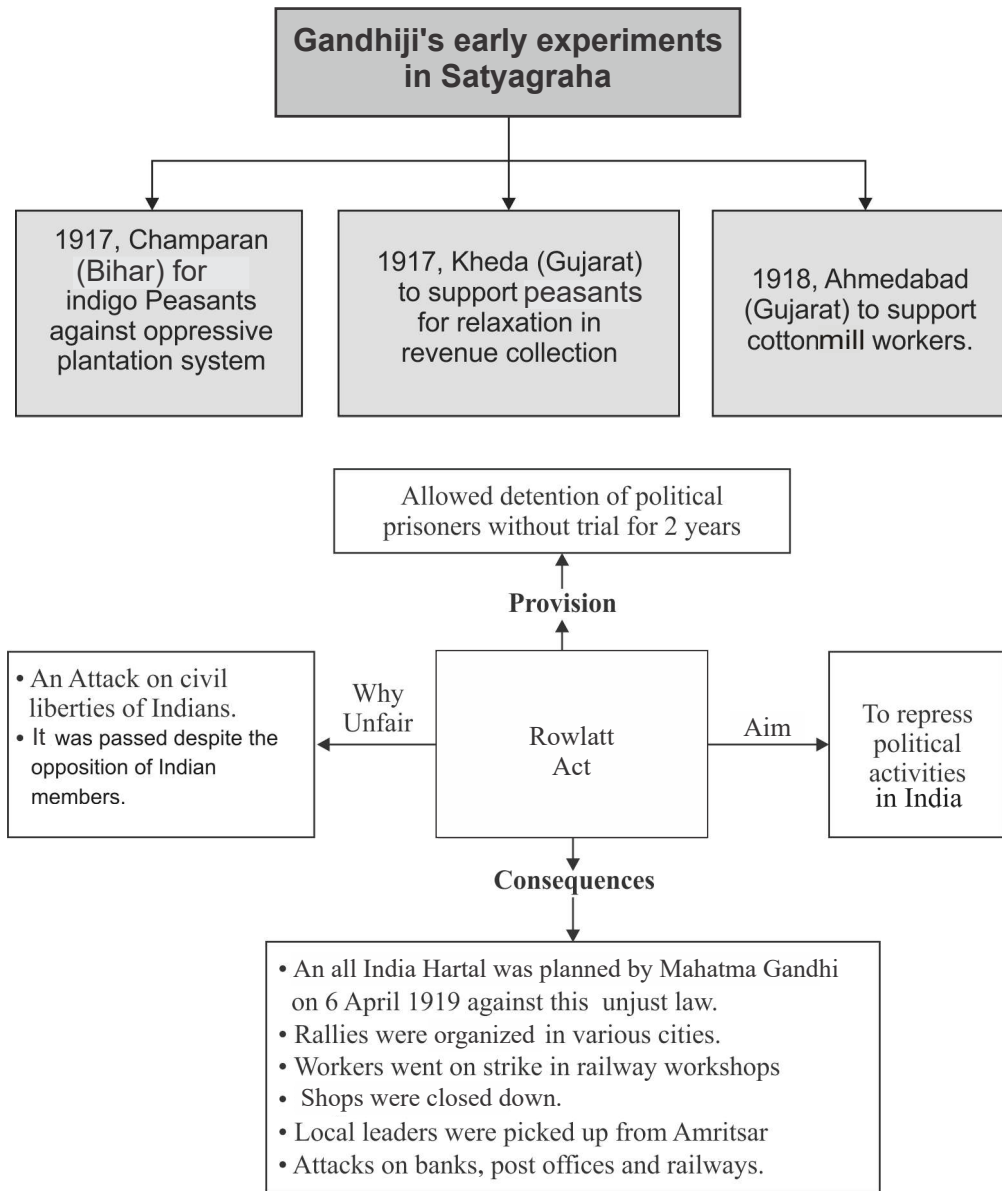 Gandhiji's early experiments
in Satyagraha
1917, Champaran
(Bihar) for
indigo Peasants
against oppressive
plantation system
1917, Kheda (Gujarat)
to support peasants
for relaxation in
revenue collection
1918, Ahmedabad
(Gujarat) to support
cottonmill workers.
Allowed detention of political
prisoners without trial for 2 years
Provision
• An Attack on civil
liberties of Indians.
• It was passed despite the
opposition of Indian
members.
Why
Unfair
Rowlatt
Act
Aim
To repress
political
activities
in India
Consequences
• An all India Hartal was planned by Mahatma Gandhi
on 6 April 1919 against this unjust law.
• Rallies were organized in various cities.
• Workers went on strike in railway workshops
• Shops were closed down.
• Local leaders were picked up from Amritsar
• Attacks on banks, post offices and railways.